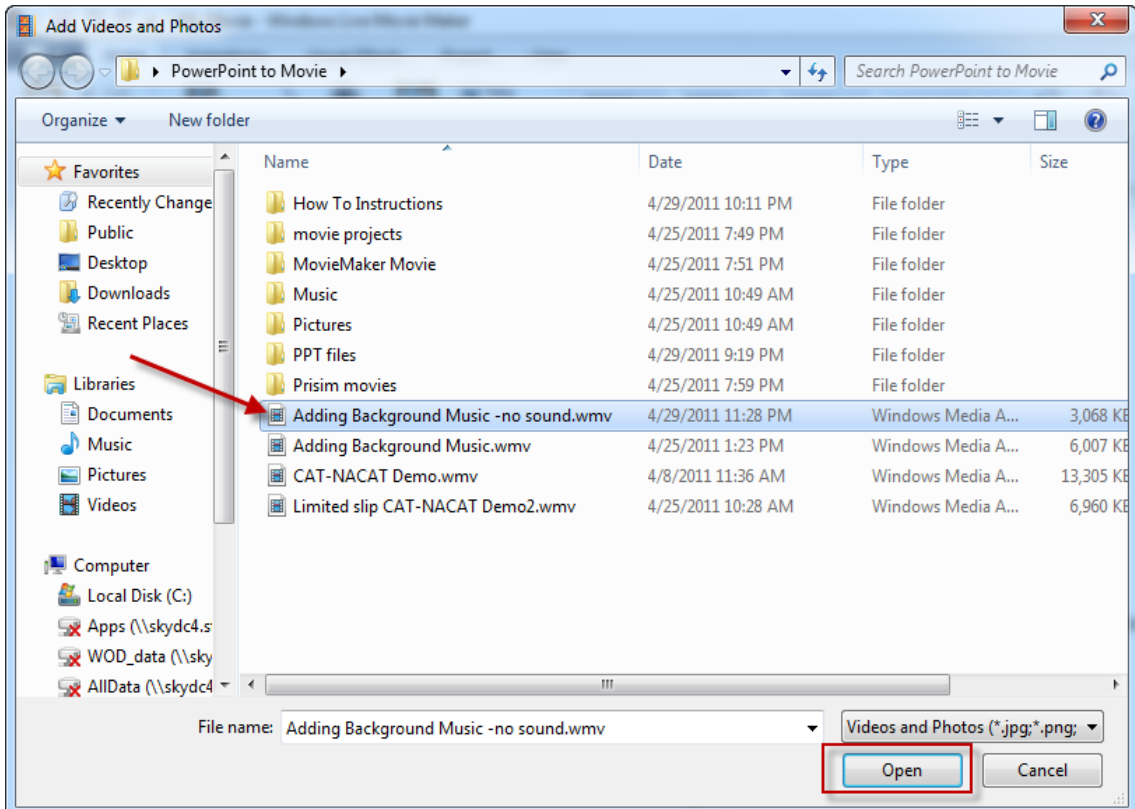 Add Videos and Photos
PowerPoint to Movie
Search PowerPoint to Movie
Organize New folder
Favorites
Recently Change
Public
Desktop
Downloads
Recent Places
Libraries
Documents
Music
Pictures
Videos
Computer
Local Disk (C:)
Apps (\\skydc4.s
WOD_data (\\sky
AllData (\\skydc4
Name Date Type Size
How To Instructions 4/29/2011 10:11 PM File folder
movie projects 4/25/2011 7:49 PM File folder
MovieMaker Movie 4/25/2011 7:51 PM File folder
Music 4/25/2011 10:49 AM File folder
Pictures 4/25/2011 10:49 AM File folder
PPT files 4/29/2011 9:19 PM File folder
Prisim movies 4/25/2011 7:59 PM File folder
Adding Background Music -no sound.wmv 4/29/2011 11:28 PM Windows Media A... 3,068 KB
Adding Background Music.wmv 4/25/2011 1:23 PM Windows Media A... 6,007 KB
CAT-NACAT Demo.wmv 4/8/2011 11:36 AM Windows Media A... 13,305 KB
Limited slip CAT-NACAT Demo2.wmv 4/25/2011 10:28 AM Windows Media A... 6,960 KB
File name: Adding Background Music -no sound.wmv Videos and Photos (*.jpg;*.png;
Open Cancel